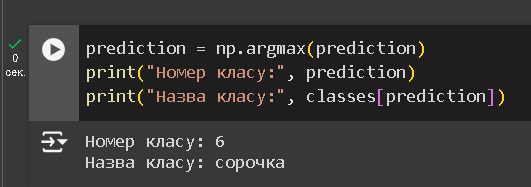 0
сек.
prediction = np.argmax(prediction)
print("Номер класу:", prediction)
print("Назва класу:", classes[prediction])
Номер класу: 6
Назва класу: сорочка